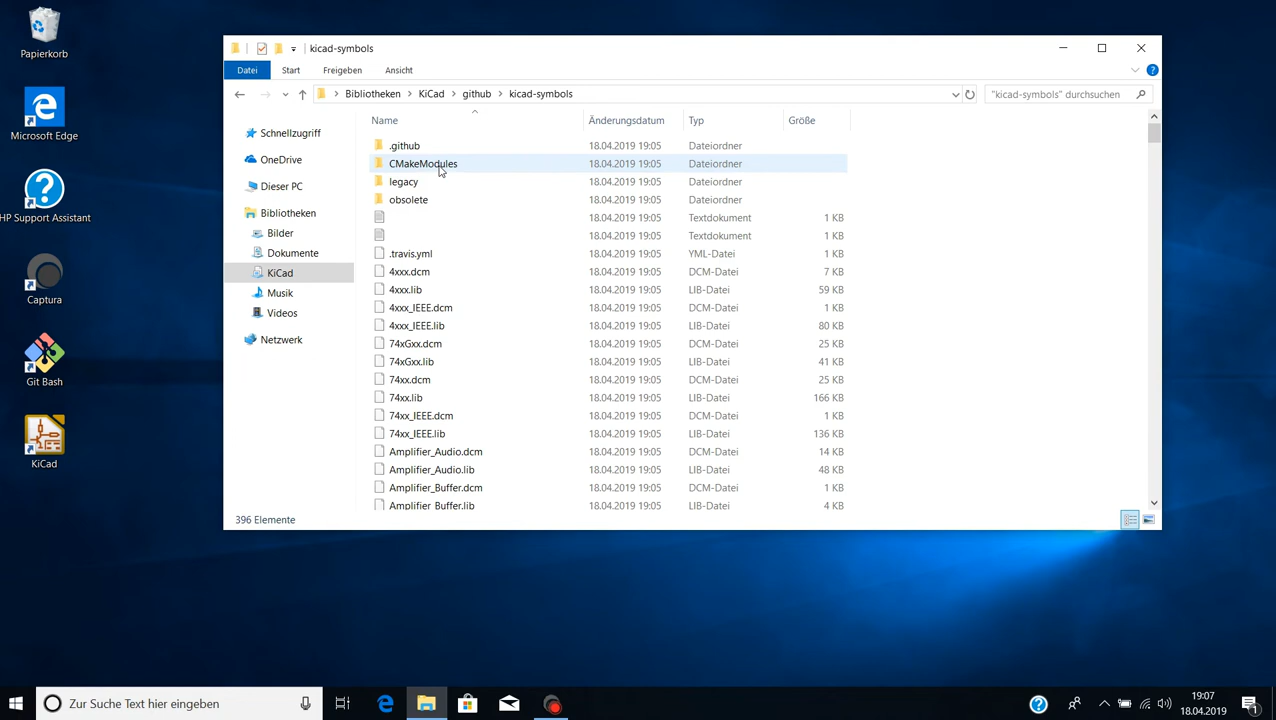 Papierkorb
Microsoft Edge
HP Support Assistant
Captura
Git Bash
KiCad
kicad-symbols
Datei Start Freigeben Ansicht
Bibliotheken > KiCad > github > kicad-symbols
"kicad-symbols" durchsuchen
Schnellzugriff
OneDrive
Dieser PC
Bibliotheken
Bilder
Dokumente
KiCad
Musik
Videos
Netzwerk
Name Änderungsdatum Typ Größe
.github 18.04.2019 19:05 Dateiordner
CMakeModules 18.04.2019 19:05 Dateiordner
legacy 18.04.2019 19:05 Dateiordner
obsolete 18.04.2019 19:05 Dateiordner
18.04.2019 19:05 Textdokument 1 KB
18.04.2019 19:05 Textdokument 1 KB
.travis.yml 18.04.2019 19:05 YML-Datei 1 KB
4xxx.dcm 18.04.2019 19:05 DCM-Datei 7 KB
4xxx.lib 18.04.2019 19:05 LIB-Datei 59 KB
4xxx_IEEE.dcm 18.04.2019 19:05 DCM-Datei 1 KB
4xxx_IEEE.lib 18.04.2019 19:05 LIB-Datei 80 KB
74xGxx.dcm 18.04.2019 19:05 DCM-Datei 25 KB
74xGxx.lib 18.04.2019 19:05 LIB-Datei 41 KB
74xx.dcm 18.04.2019 19:05 DCM-Datei 25 KB
74xx.lib 18.04.2019 19:05 LIB-Datei 166 KB
74xx_IEEE.dcm 18.04.2019 19:05 DCM-Datei 1 KB
74xx_IEEE.lib 18.04.2019 19:05 LIB-Datei 136 KB
Amplifier_Audio.dcm 18.04.2019 19:05 DCM-Datei 14 KB
Amplifier_Audio.lib 18.04.2019 19:05 LIB-Datei 48 KB
Amplifier_Buffer.dcm 18.04.2019 19:05 DCM-Datei 1 KB
Amplifier_Buffer.lib 18.04.2019 19:05 LIB-Datei 4 KB
396 Elemente
Zur Suche Text hier eingeben
19:07
18.04.2019
1